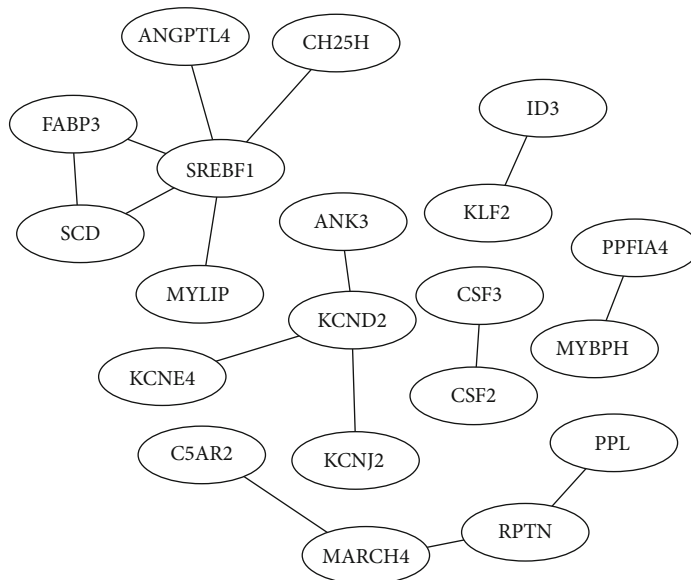 ANGPTL4
CH25H
FABP3
ID3
SREBF1
SCD
ANK3
KLF2
PPFIA4
MYLIP
CSF3
KCND2
MYBPH
KCNE4
CSF2
C5AR2
KCNJ2
PPL
RPTN
MARCH4